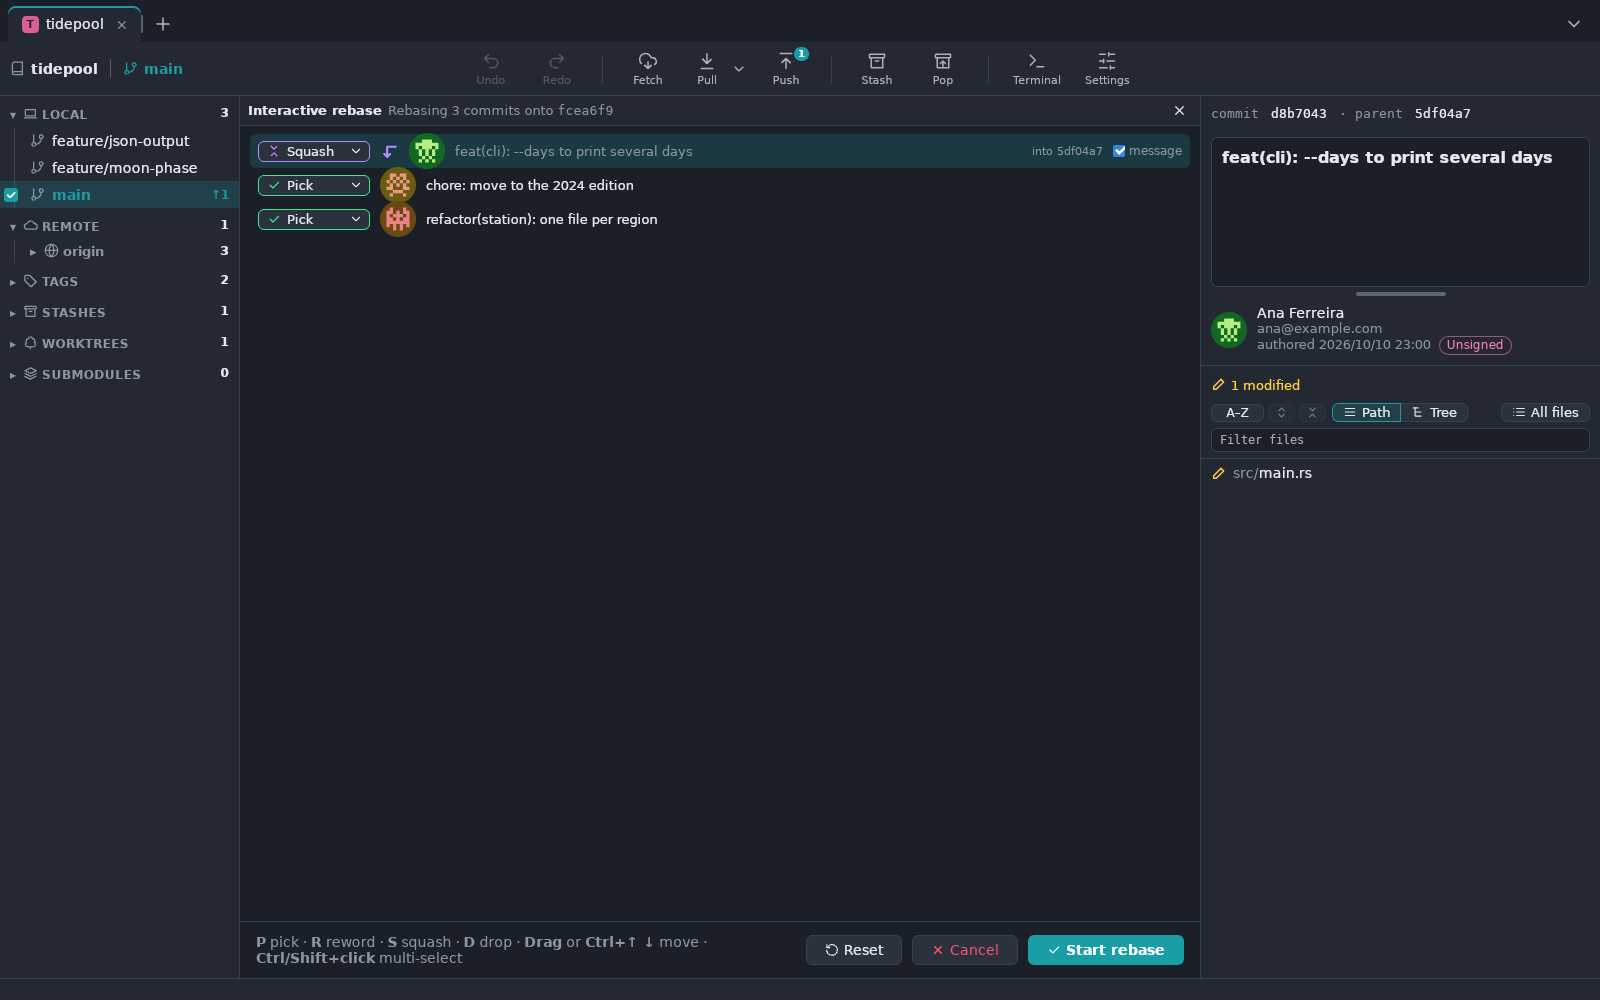 T tidepool
tidepool main
Undo Redo Fetch Pull Push 1 Stash Pop Terminal Settings
LOCAL 3
feature/json-output
feature/moon-phase
main ↑1
REMOTE 1
origin 3
TAGS 2
STASHES 1
WORKTREES 1
SUBMODULES 0
Interactive rebase Rebasing 3 commits onto fcea6f9
Squash feat(cli): --days to print several days into 5df04a7 message
Pick chore: move to the 2024 edition
Pick refactor(station): one file per region
P pick · R reword · S squash · D drop · Drag or Ctrl+↑ ↓ move ·
Ctrl/Shift+click multi-select
Reset Cancel Start rebase
commit d8b7043 · parent 5df04a7
feat(cli): --days to print several days
Ana Ferreira
ana@example.com
authored 2026/10/10 23:00 Unsigned
1 modified
A–Z Path Tree All files
Filter files
src/main.rs